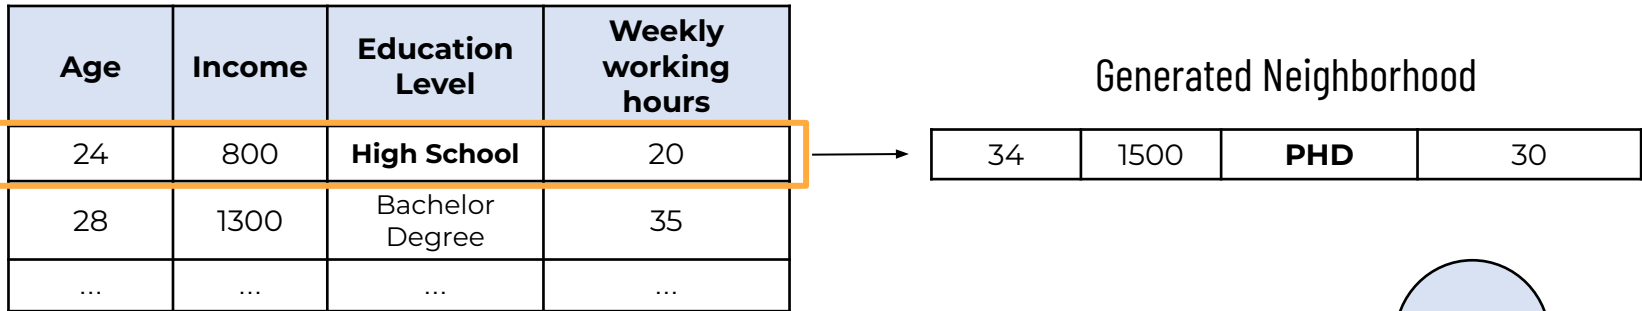 Age Income Education Level Weekly working hours
24 800 High School 20
28 1300 Bachelor Degree 35
... ... ... ...
Generated Neighborhood
34 1500 PHD 30